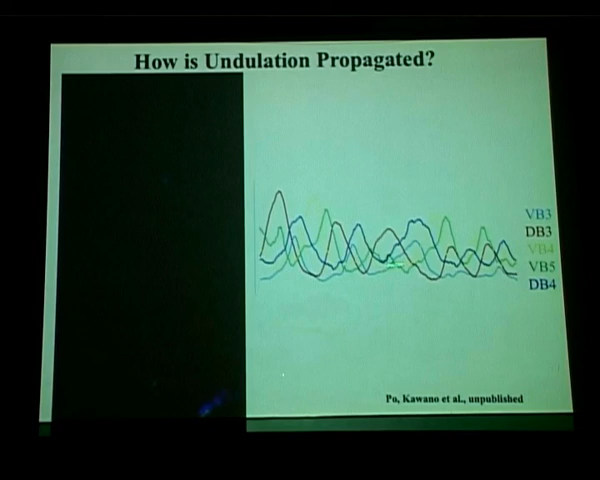 How is Undulation Propagated?
VB3
DB3
VB4
VB5
DB4
Po, Kawano et al., unpublished